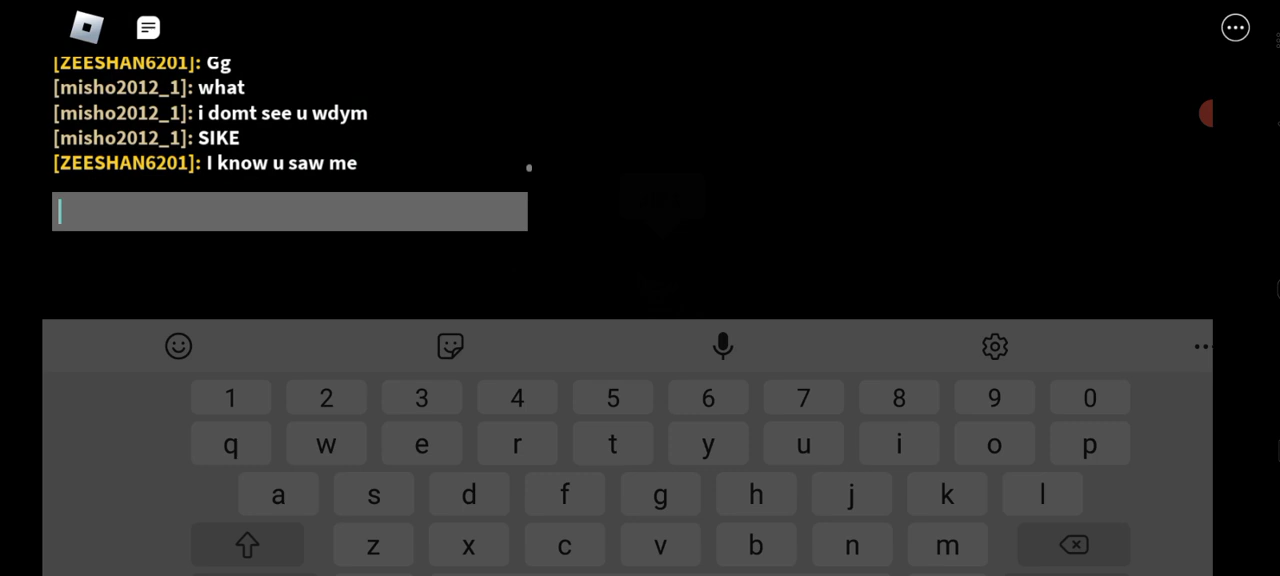 [ZEESHAN6201]: Gg
[misho2012_1]: what
[misho2012_1]: i domt see u wdym
[misho2012_1]: SIKE
[ZEESHAN6201]: I know u saw me
1 2 3 4 5 6 7 8 9 0
q w e r t y u i o p
a s d f g h j k l
z x c v b n m